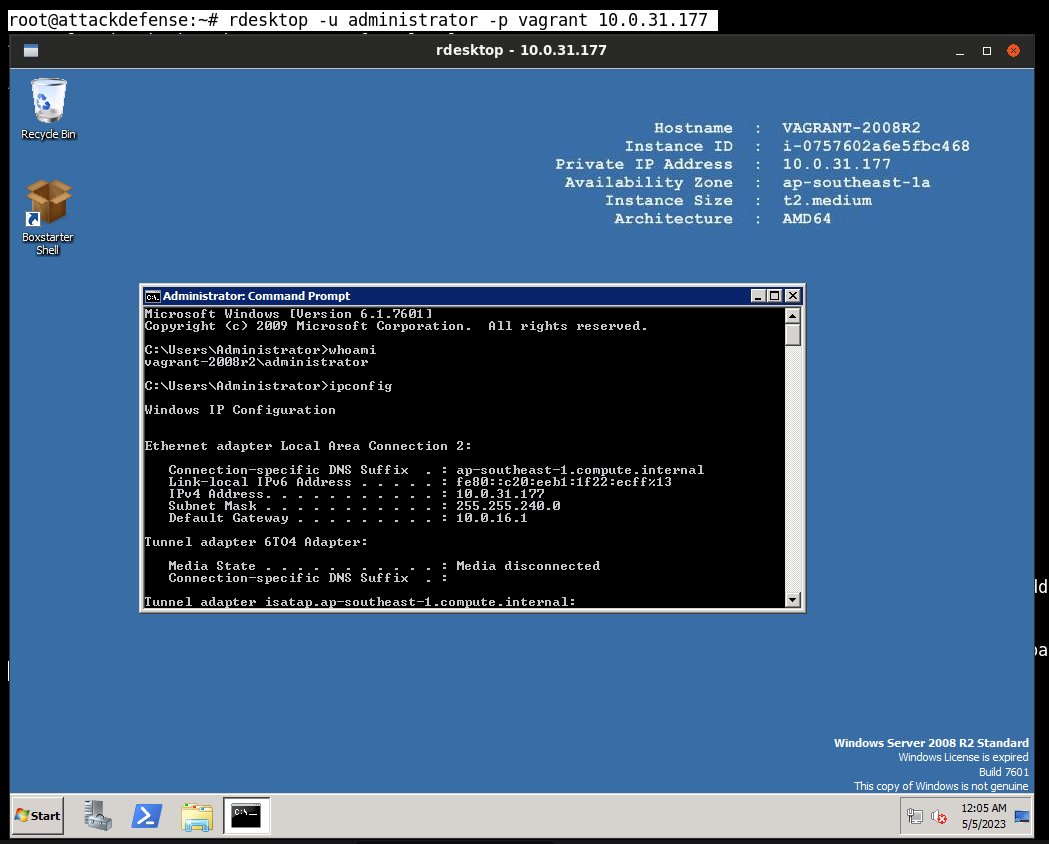 root@attackdefense:~# rdesktop -u administrator -p vagrant 10.0.31.177
rdesktop - 10.0.31.177
Recycle Bin
Boxstarter
Shell
Hostname : VAGRANT-2008R2
Instance ID : i-0757602a6e5fbc468
Private IP Address : 10.0.31.177
Availability Zone : ap-southeast-1a
Instance Size : t2.medium
Architecture : AMD64
Administrator: Command Prompt
Microsoft Windows [Version 6.1.7601]
Copyright (c) 2009 Microsoft Corporation.  All rights reserved.
C:\Users\Administrator>whoami
vagrant-2008r2\administrator
C:\Users\Administrator>ipconfig
Windows IP Configuration
Ethernet adapter Local Area Connection 2:
Connection-specific DNS Suffix  . : ap-southeast-1.compute.internal
Link-local IPv6 Address . . . . . : fe80::c20:eeb1:1f22:ecff%13
IPv4 Address. . . . . . . . . . . : 10.0.31.177
Subnet Mask . . . . . . . . . . . : 255.255.240.0
Default Gateway . . . . . . . . . : 10.0.16.1
Tunnel adapter 6TO4 Adapter:
Media State . . . . . . . . . . . : Media disconnected
Connection-specific DNS Suffix  . :
Tunnel adapter isatap.ap-southeast-1.compute.internal:
Windows Server 2008 R2 Standard
Windows License is expired
Build 7601
This copy of Windows is not genuine
Start
C:\_
12:05 AM
5/5/2023